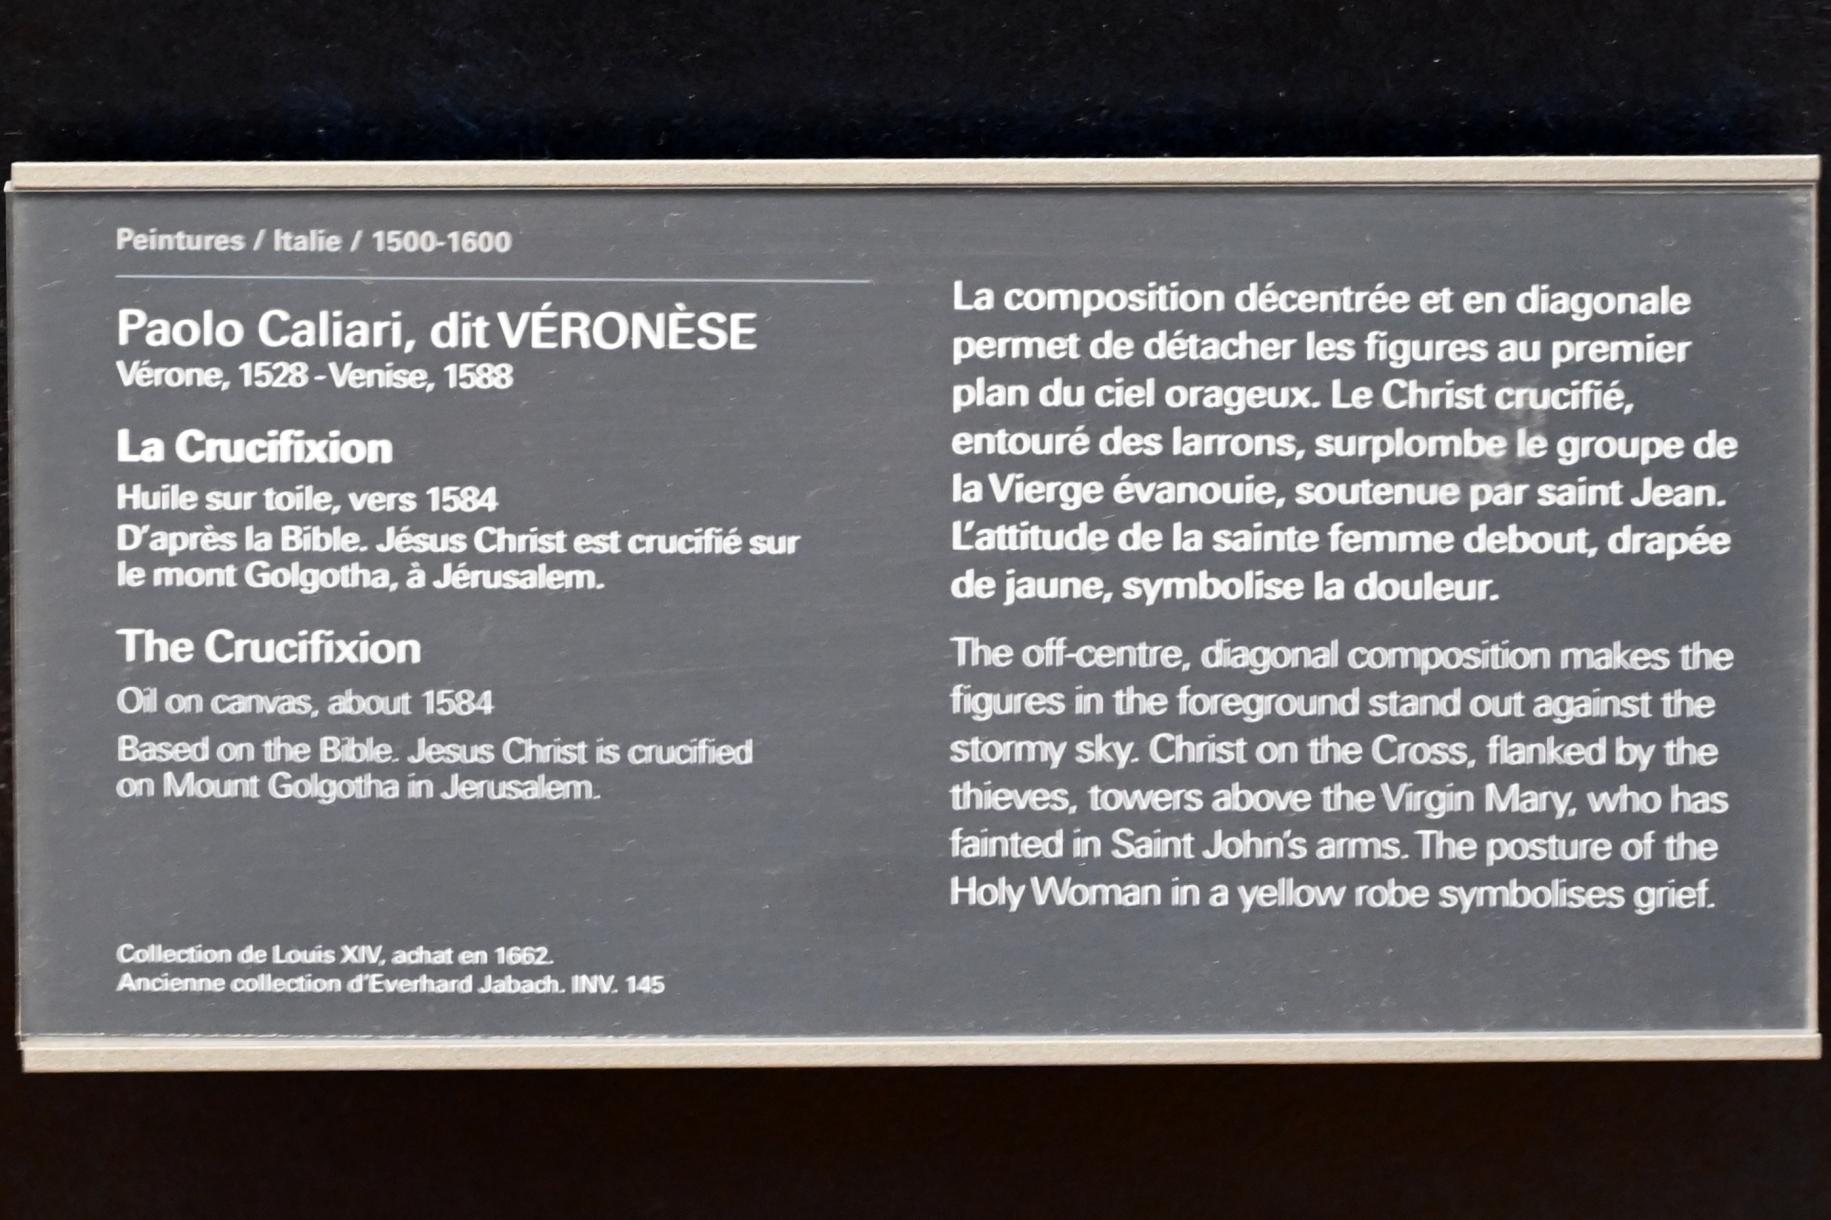 Peintures / Italie / 1500-1600
Paolo Caliari, dit VÉRONÈSE
Vérone, 1528 - Venise, 1588
La Crucifixion
Huile sur toile, vers 1584
D'après la Bible. Jésus Christ est crucifié sur
le mont Golgotha, à Jérusalem.
The Crucifixion
Oil on canvas, about 1584
Based on the Bible. Jesus Christ is crucified
on Mount Golgotha in Jerusalem.
Collection de Louis XIV, achat en 1662.
Ancienne collection d'Everhard Jabach. INV. 145
La composition décentrée et en diagonale
permet de détacher les figures au premier
plan du ciel orageux. Le Christ crucifié,
entouré des larrons, surplombe le groupe de
la Vierge évanouie, soutenue par saint Jean.
L'attitude de la sainte femme debout, drapée
de jaune, symbolise la douleur.
The off-centre, diagonal composition makes the
figures in the foreground stand out against the
stormy sky. Christ on the Cross, flanked by the
thieves, towers above the Virgin Mary, who has
fainted in Saint John's arms. The posture of the
Holy Woman in a yellow robe symbolises grief.